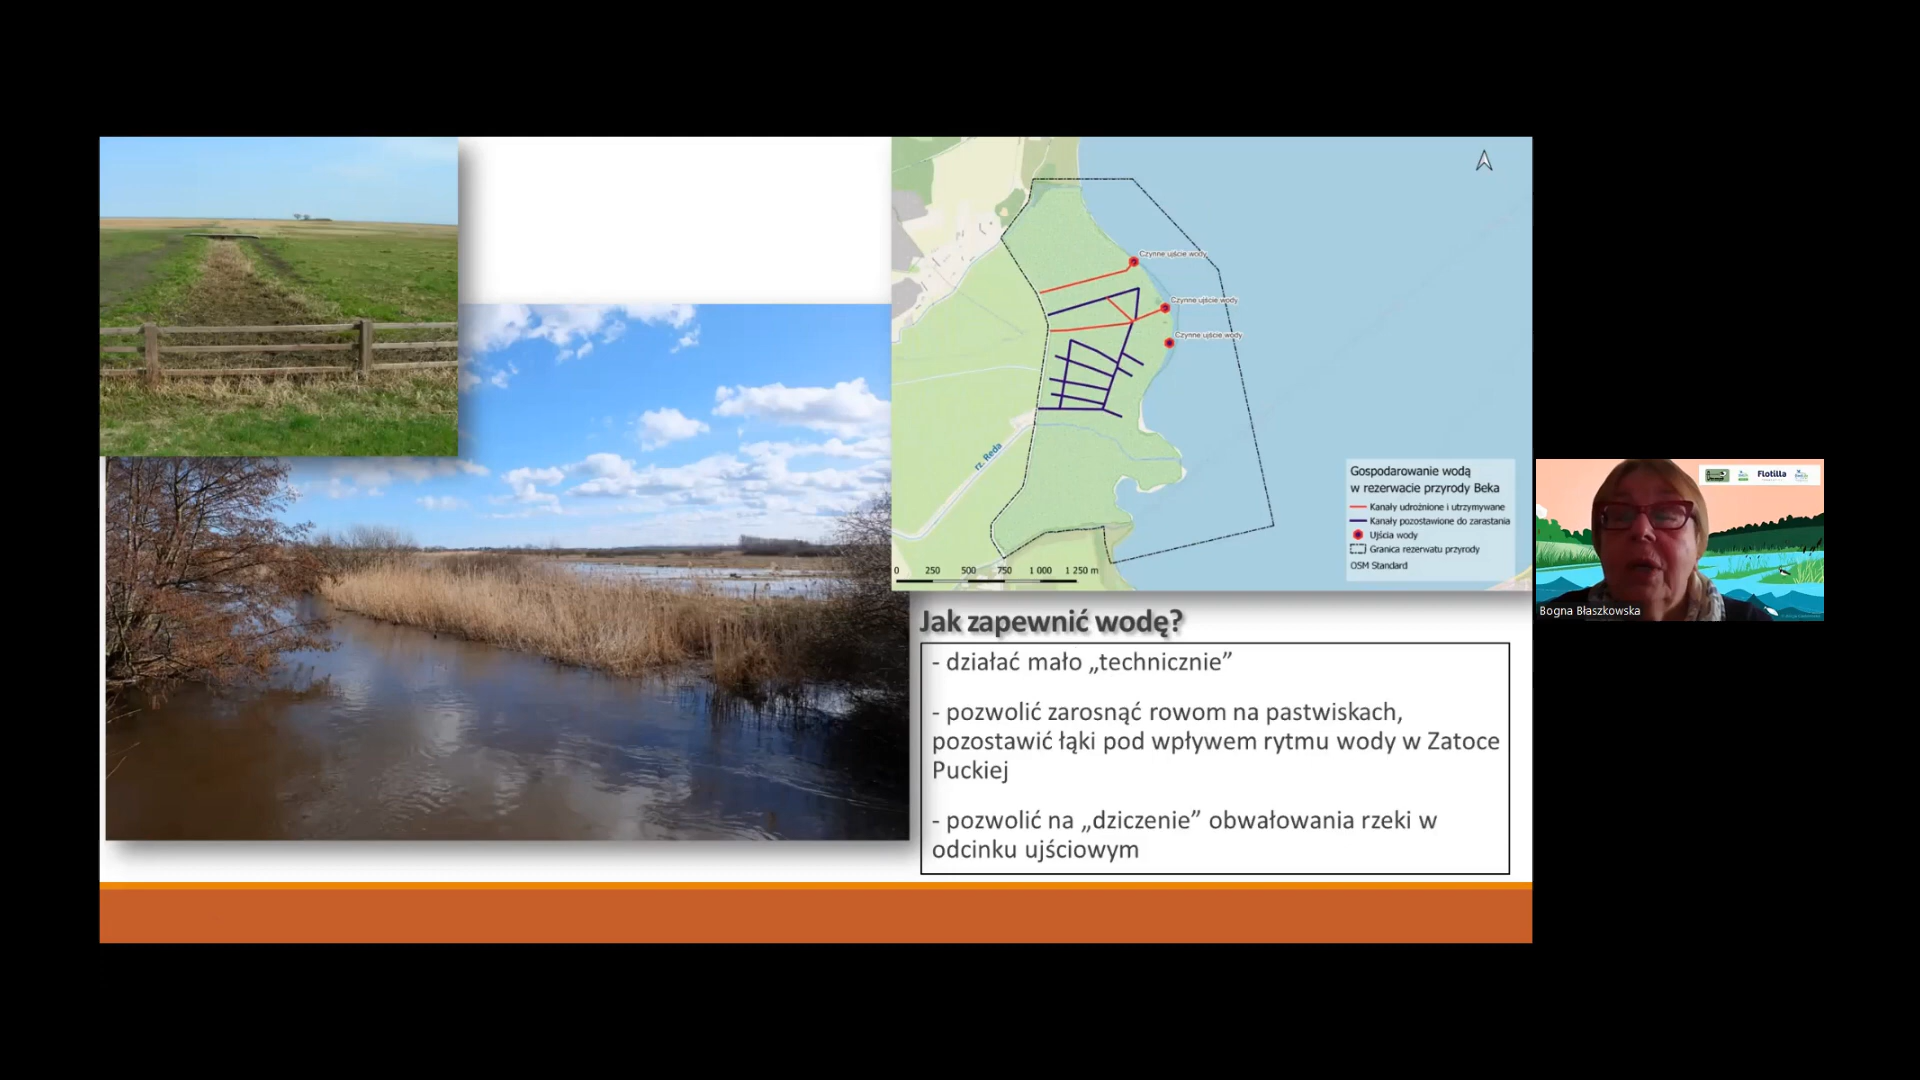 Czynne ujście wody
Czynne ujście wody
Czynne ujście wody
rz. Reda
Gospodarowanie wodą
w rezerwacie przyrody Beka
Kanały udrożnione i utrzymywane
Kanały pozostawione do zarastania
Ujścia wody
Granica rezerwatu przyrody
OSM Standard
0 250 500 750 1 000 1 250 m
Jak zapewnić wodę?
- działać mało „technicznie”
- pozwolić zarosnąć rowom na pastwiskach,
pozostawić łąki pod wpływem rytmu wody w Zatoce
Puckiej
- pozwolić na „dziczenie” obwałowania rzeki w
odcinku ujściowym
Flotilla
Bogna Błaszkowska